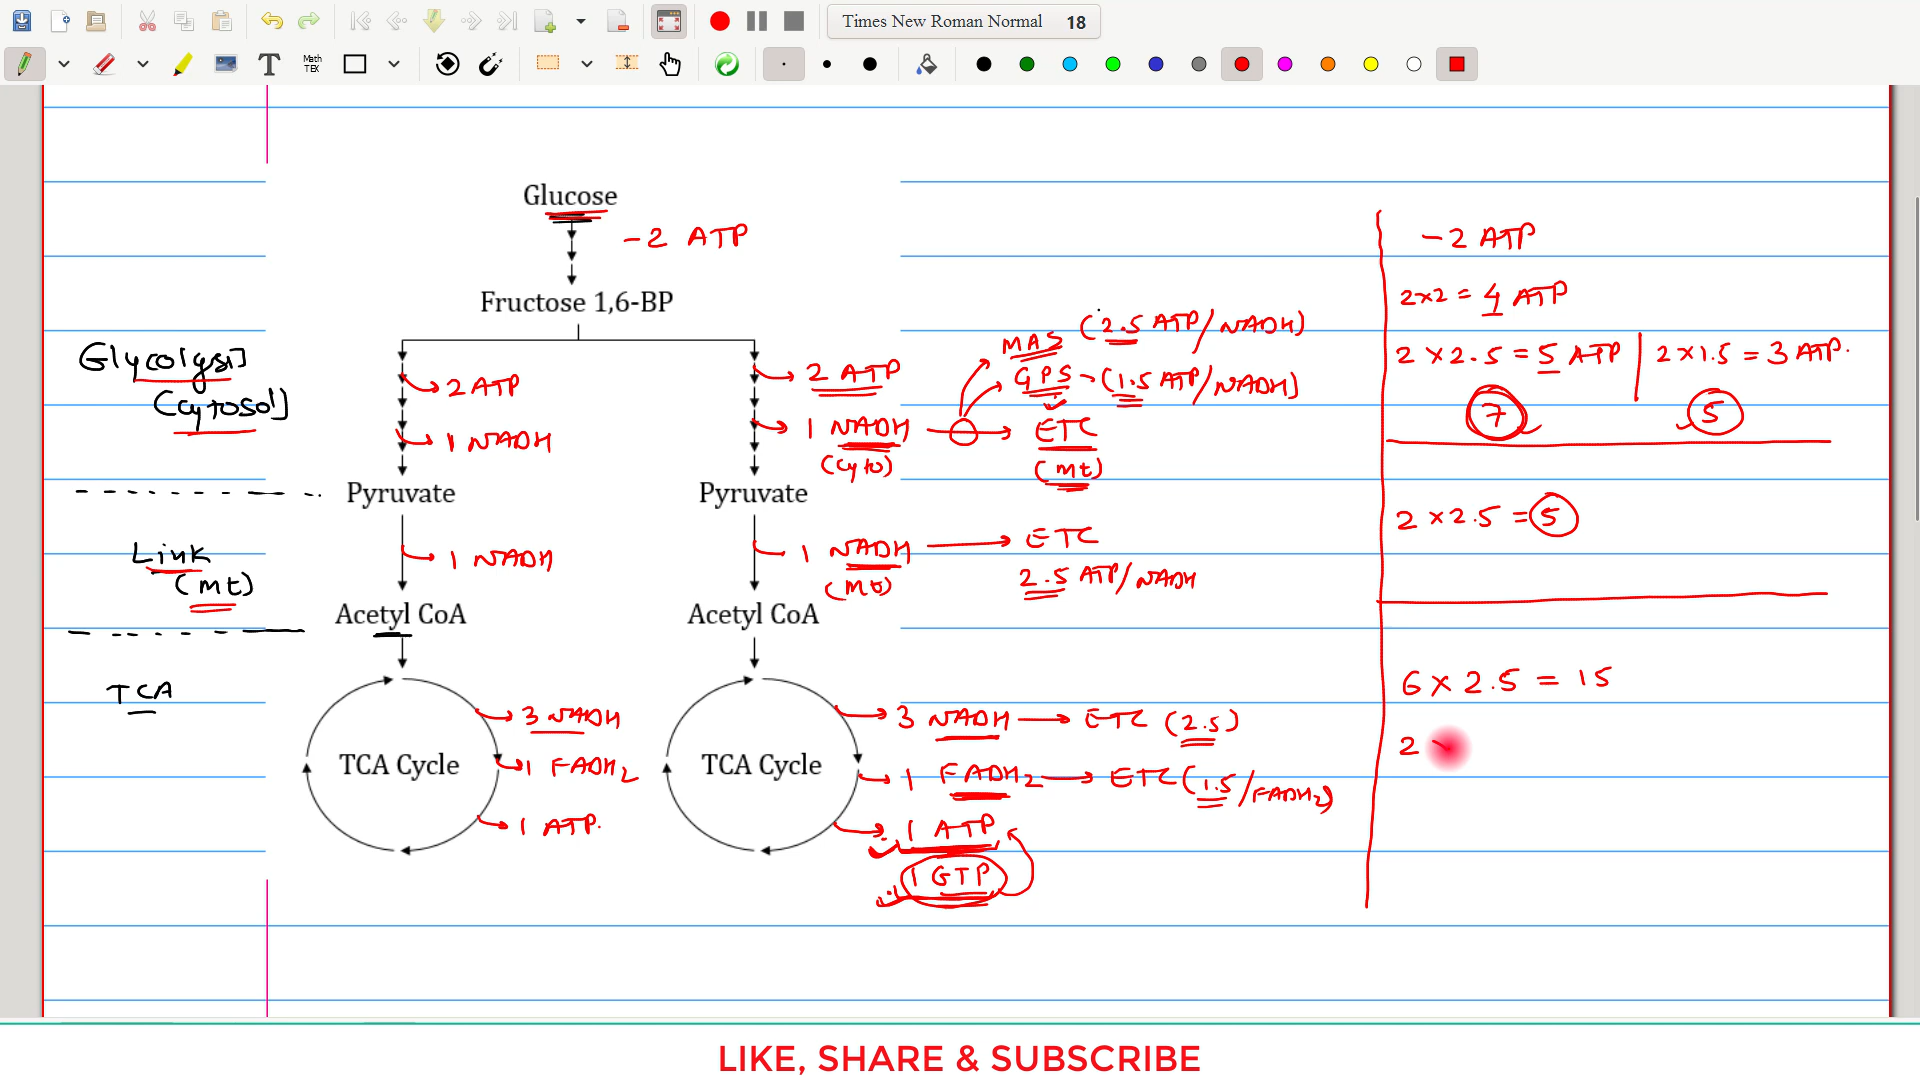 Times New Roman Normal 18
Math TEX
Glucose
-2 ATP
Fructose 1,6-BP
Glycolysis
(Cytosol)
2 ATP
1 NADH
2 ATP
1 NADH
(Cyto)
MAS (2.5 ATP/NADH)
GPS - (1.5 ATP/NADH)
ETC
(mt)
Pyruvate
Pyruvate
Link
(mt)
1 NADH
1 NADH
(Mt)
ETC
2.5 ATP/NADH
Acetyl CoA
Acetyl CoA
TCA
TCA Cycle
3 NADH
1 FADH2
1 ATP.
TCA Cycle
3 NADH ETC (2.5)
1 FADH2 ETC (1.5/FADH2)
1 ATP
1 GTP
-2 ATP
2x2 = 4 ATP
2 x 2.5 = 5 ATP
2 x 1.5 = 3 ATP.
7
5
2 x 2.5 = 5
6 x 2.5 = 15
2
LIKE, SHARE & SUBSCRIBE